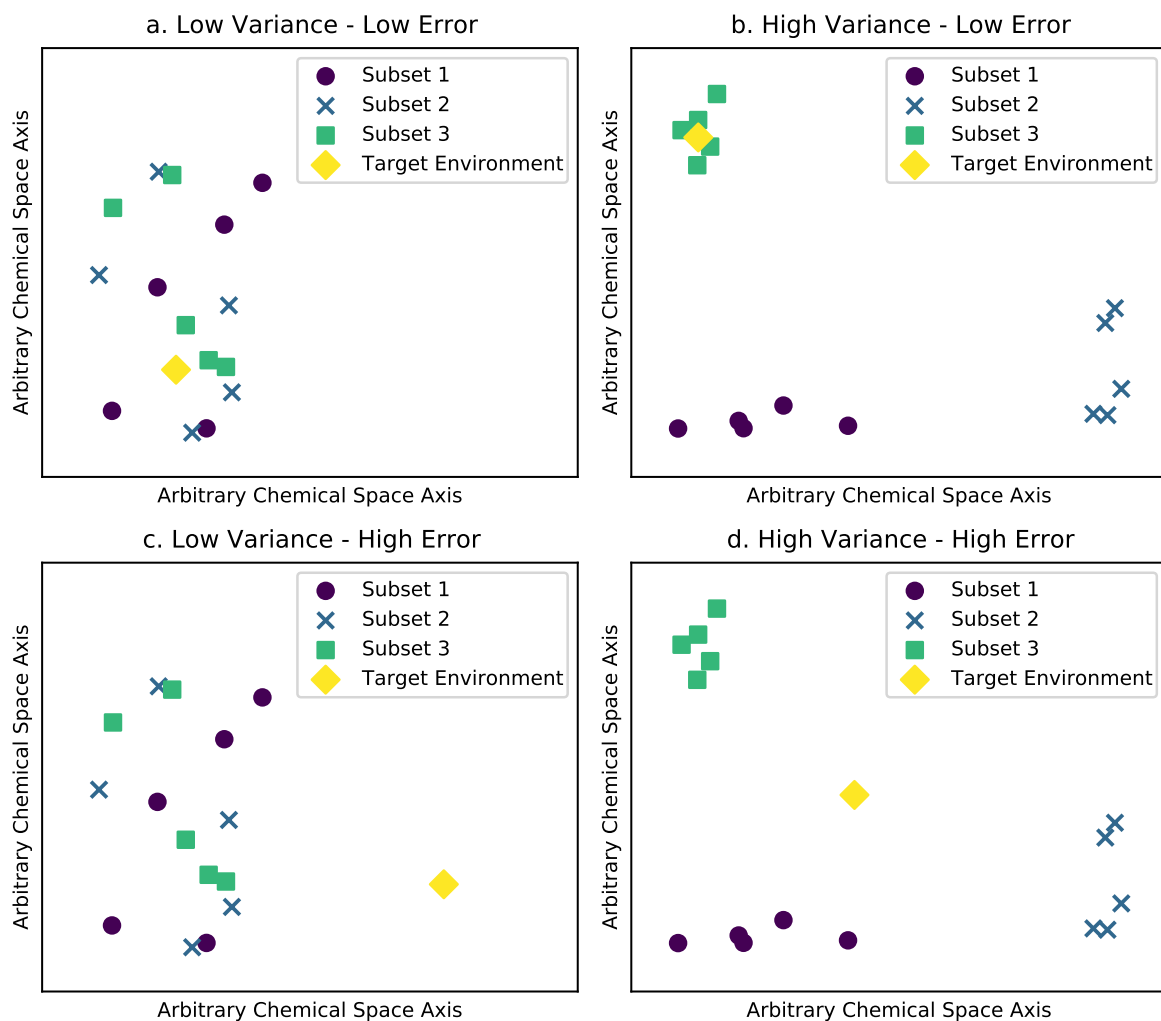 a. Low Variance - Low Error
Arbitrary Chemical Space Axis
Subset 1
Subset 2
Subset 3
Target Environment
Arbitrary Chemical Space Axis
b. High Variance - Low Error
Arbitrary Chemical Space Axis
Subset 1
Subset 2
Subset 3
Target Environment
Arbitrary Chemical Space Axis
c. Low Variance - High Error
Arbitrary Chemical Space Axis
Subset 1
Subset 2
Subset 3
Target Environment
Arbitrary Chemical Space Axis
d. High Variance - High Error
Arbitrary Chemical Space Axis
Subset 1
Subset 2
Subset 3
Target Environment
Arbitrary Chemical Space Axis